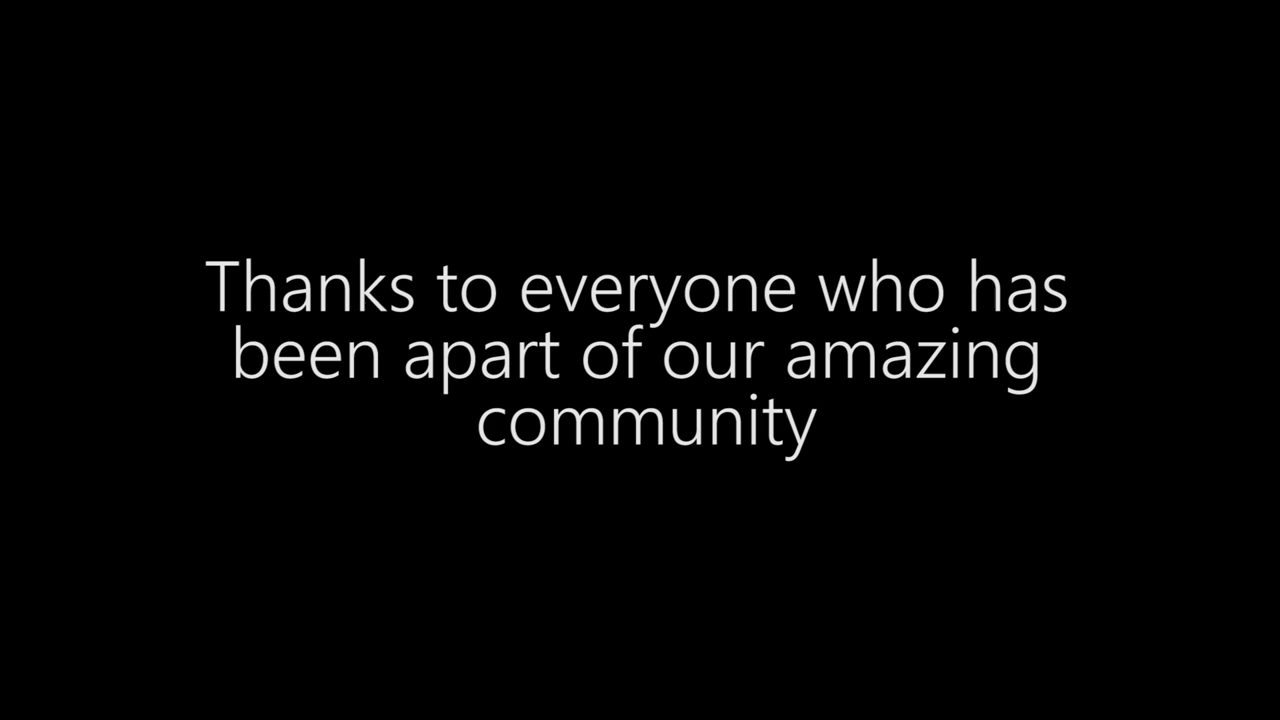 Thanks to everyone who has
been apart of our amazing
community